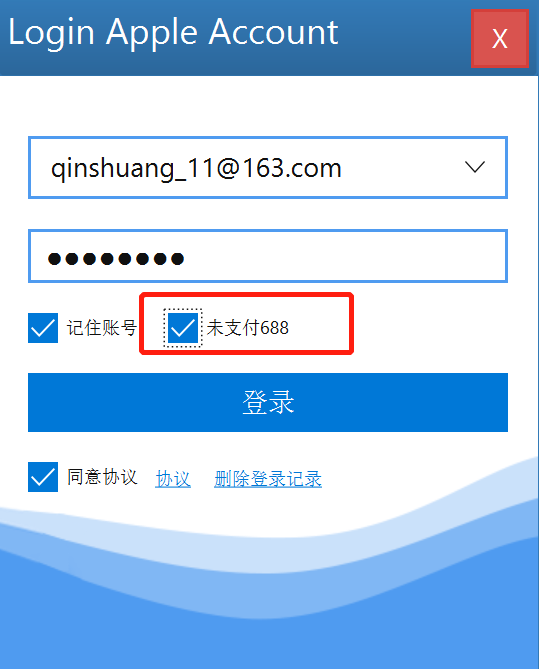 Login Apple Account
X
qinshuang_11@163.com
●●●●●●●●
记住账号 未支付688
登录
同意协议 协议 删除登录记录